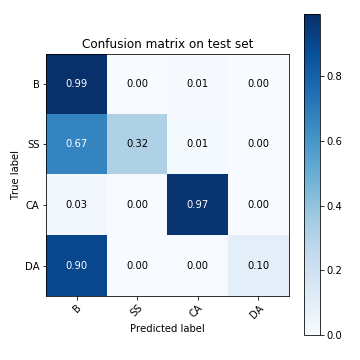 Confusion matrix on test set
True label
B 0.99 0.00 0.01 0.00
SS 0.67 0.32 0.01 0.00
CA 0.03 0.00 0.97 0.00
DA 0.90 0.00 0.00 0.10
B SS CA DA
Predicted label
0.8
0.6
0.4
0.2
0.0